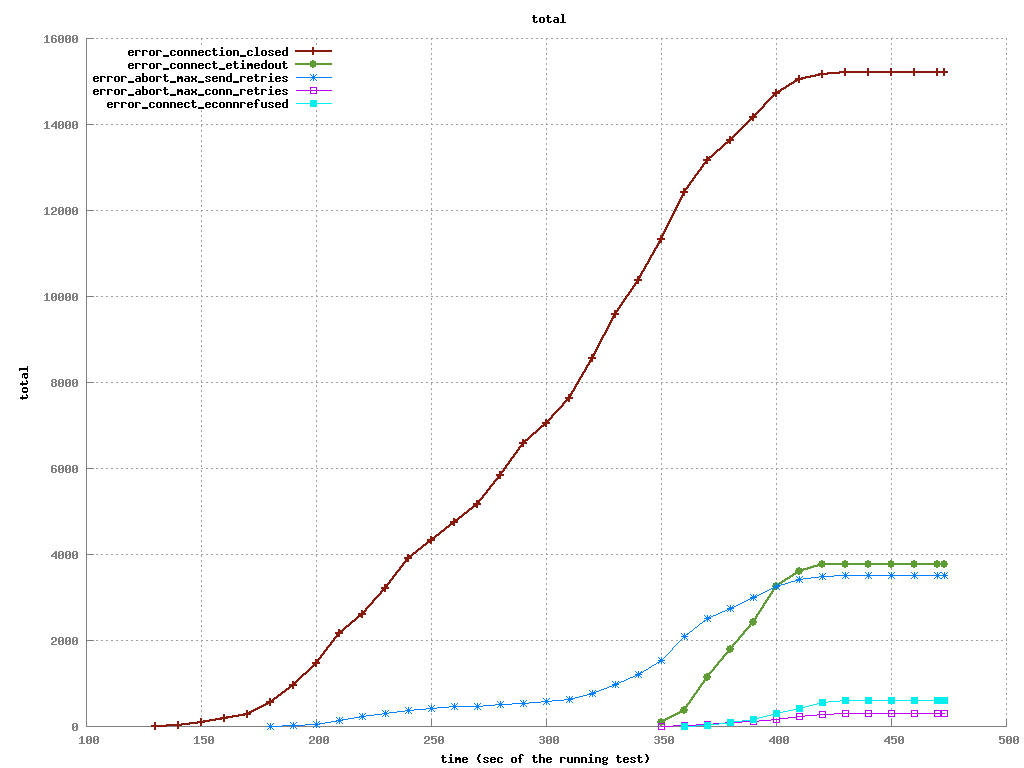 total
16000
14000
12000
10000
8000
6000
4000
2000
0
total
error_connection_closed
error_connect_etimedout
error_abort_max_send_retries
error_abort_max_conn_retries
error_connect_econnrefused
100 150 200 250 300 350 400 450 500
time (sec of the running test)